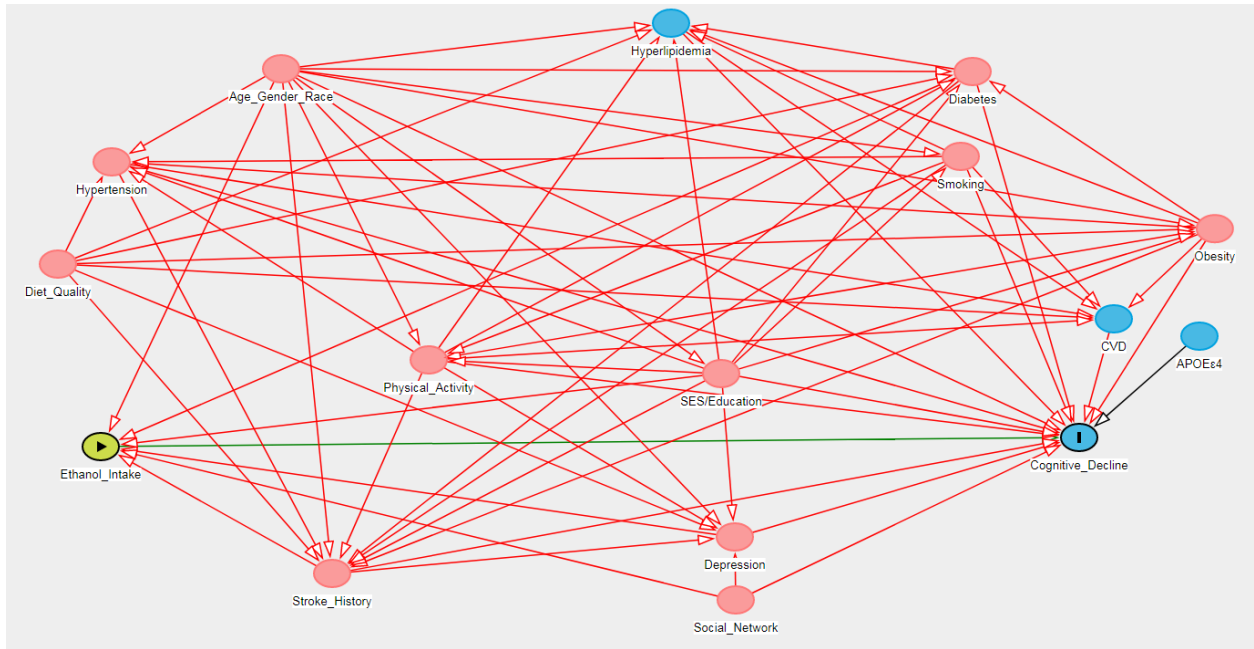 Hyperlipidemia
Age_Gender_Race
Diabetes
Hypertension
Smoking
Diet_Quality
Obesity
CVD
APOEε4
Physical_Activity
SES/Education
Ethanol_Intake
Cognitive_Decline
Depression
Stroke_History
Social_Network